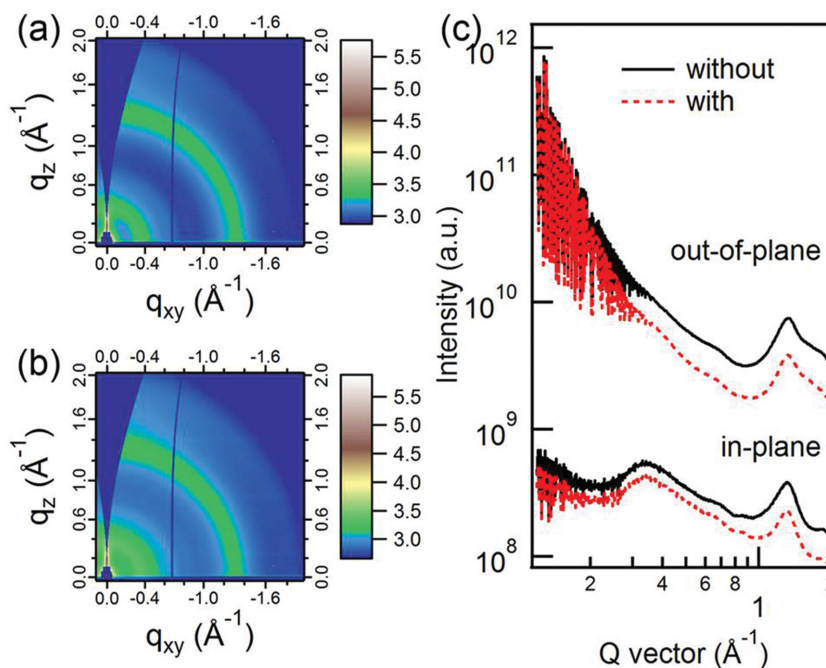 (a)
0.0 -0.4 -1.0 -1.6
2.0 1.6 1.0 0.6 0.0
qz (Å-1)
2.0 1.6 1.0 0.6 0.0
0.0 -0.4 -1.0 -1.6
qxy (Å-1)
5.5
5.0
4.5
4.0
3.5
3.0
(b)
0.0 -0.4 -1.0 -1.6
2.0 1.6 1.0 0.6 0.0
qz (Å-1)
2.0 1.6 1.0 0.6 0.0
0.0 -0.4 -1.0 -1.6
qxy (Å-1)
5.5
5.0
4.5
4.0
3.5
3.0
(c)
without
with
out-of-plane
in-plane
Intensity (a.u.)
10^12
10^11
10^10
10^9
10^8
2 4 6 8
1
Q vector (Å-1)